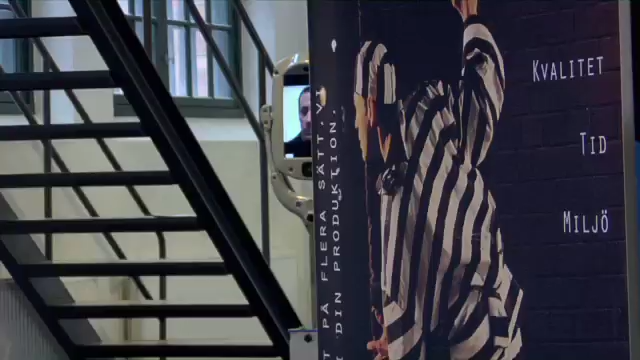 KVALITET
TID
MILJÖ
T PÅ FLERA SÄTT. VI
I DIN PRODUKTION.